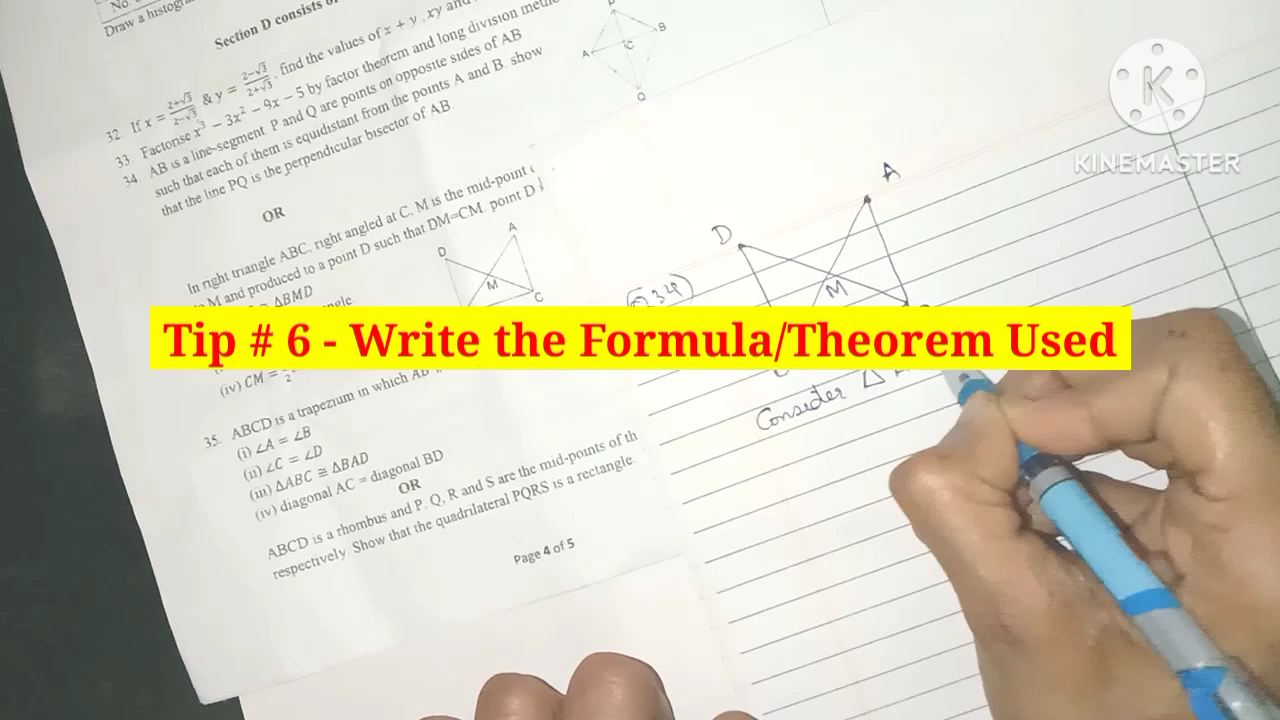 Draw a histogr
Section D consists of
32 If x = 2+√3/2−√3 & y = 2−√3/2+√3, find the values of x + y, xy and
33. Factorise x³ − 3x² − 9x − 5 by factor theorem and long division metho
34. AB is a line-segment. P and Q are points on opposite sides of AB
such that each of them is equidistant from the points A and B. show
that the line PQ is the perpendicular bisector of AB.
A B C Q
OR
In right triangle ABC, right angled at C, M is the mid-point
M and produced to a point D such that DM=CM. point D
ΔBMD
(iv) CM =
D A M C
35. ABCD is a trapezium in which AB
(i) ∠A = ∠B
(ii) ∠C = ∠D
(iii) ΔABC ≅ ΔBAD
(iv) diagonal AC = diagonal BD
OR
ABCD is a rhombus and P, Q, R and S are the mid-points of th
respectively. Show that the quadrilateral PQRS is a rectangle.
Page 4 of 5
K
KINEMASTER
D A
Q34)
M
Tip # 6 - Write the Formula/Theorem Used
Consider Δ